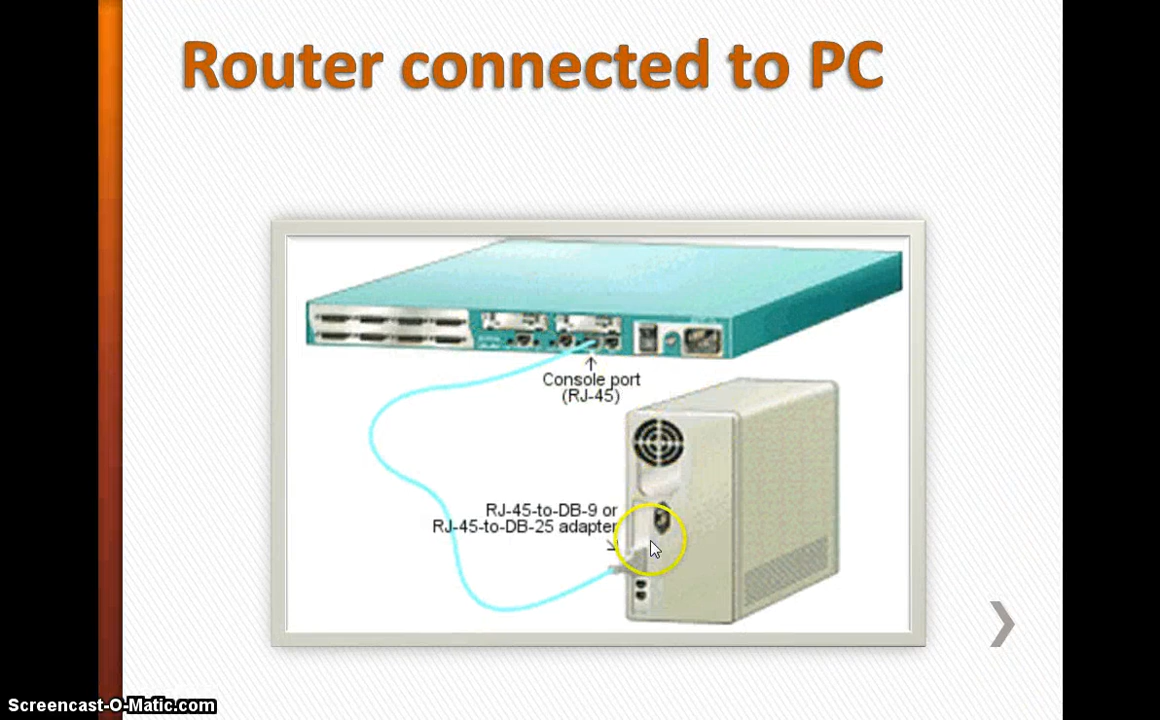 Router connected to PC
Console port
(RJ-45)
RJ-45-to-DB-9 or
RJ-45-to-DB-25 adapter
Screencast-O-Matic.com